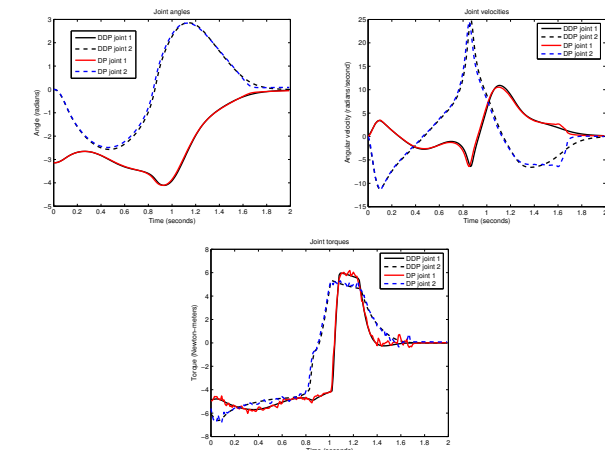 Joint angles
3
2
1
0
−1
−2
−3
−4
−5
Angle (radians)
DDP joint 1
DDP joint 2
DP joint 1
DP joint 2
0 0.2 0.4 0.6 0.8 1 1.2 1.4 1.6 1.8 2
Time (seconds)
Joint velocities
25
20
15
10
5
0
−5
−10
−15
Angular velocity (radians/second)
DDP joint 1
DDP joint 2
DP joint 1
DP joint 2
0 0.2 0.4 0.6 0.8 1 1.2 1.4 1.6 1.8 2
Time (seconds)
Joint torques
8
6
4
2
0
−2
−4
−6
−8
Torque (Newton−meters)
DDP joint 1
DDP joint 2
DP joint 1
DP joint 2
0 0.2 0.4 0.6 0.8 1 1.2 1.4 1.6 1.8 2
Time (seconds)